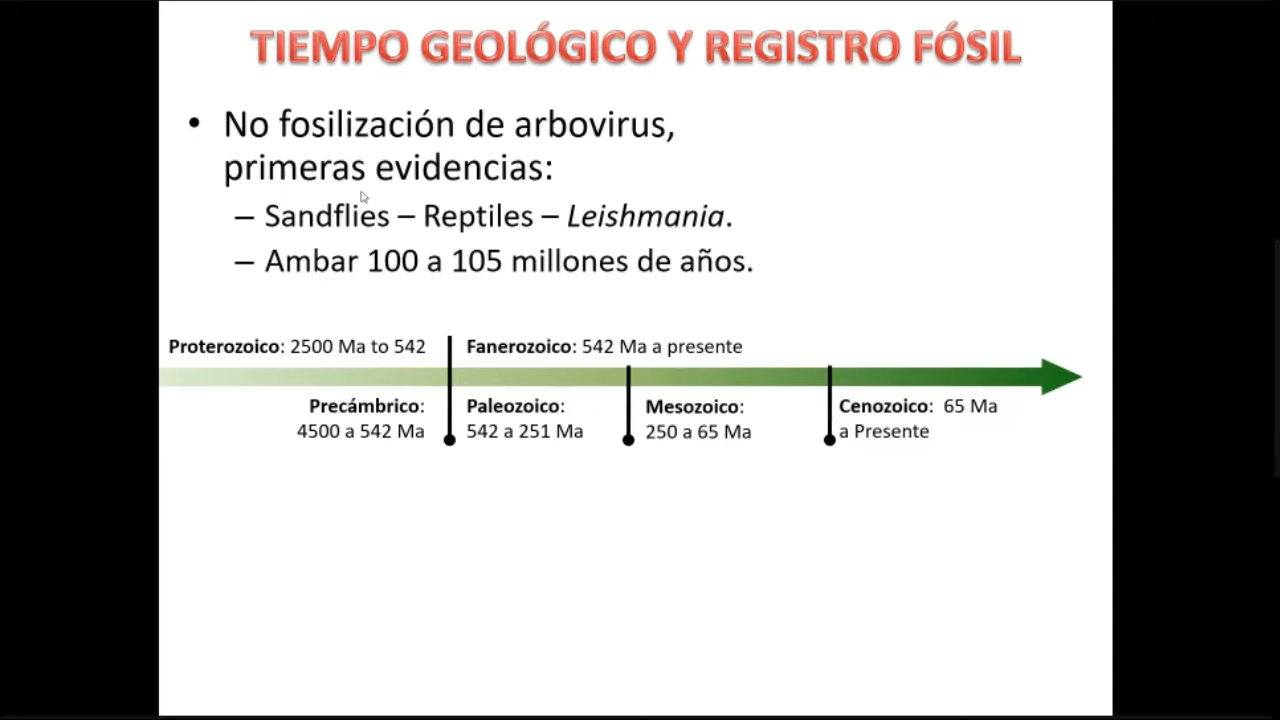 TIEMPO GEOLÓGICO Y REGISTRO FÓSIL
• No fosilización de arbovirus,
primeras evidencias:
– Sandflies – Reptiles – Leishmania.
– Ambar 100 a 105 millones de años.
Proterozoico: 2500 Ma to 542
Fanerozoico: 542 Ma a presente
Precámbrico:
4500 a 542 Ma
Paleozoico:
542 a 251 Ma
Mesozoico:
250 a 65 Ma
Cenozoico: 65 Ma
a Presente